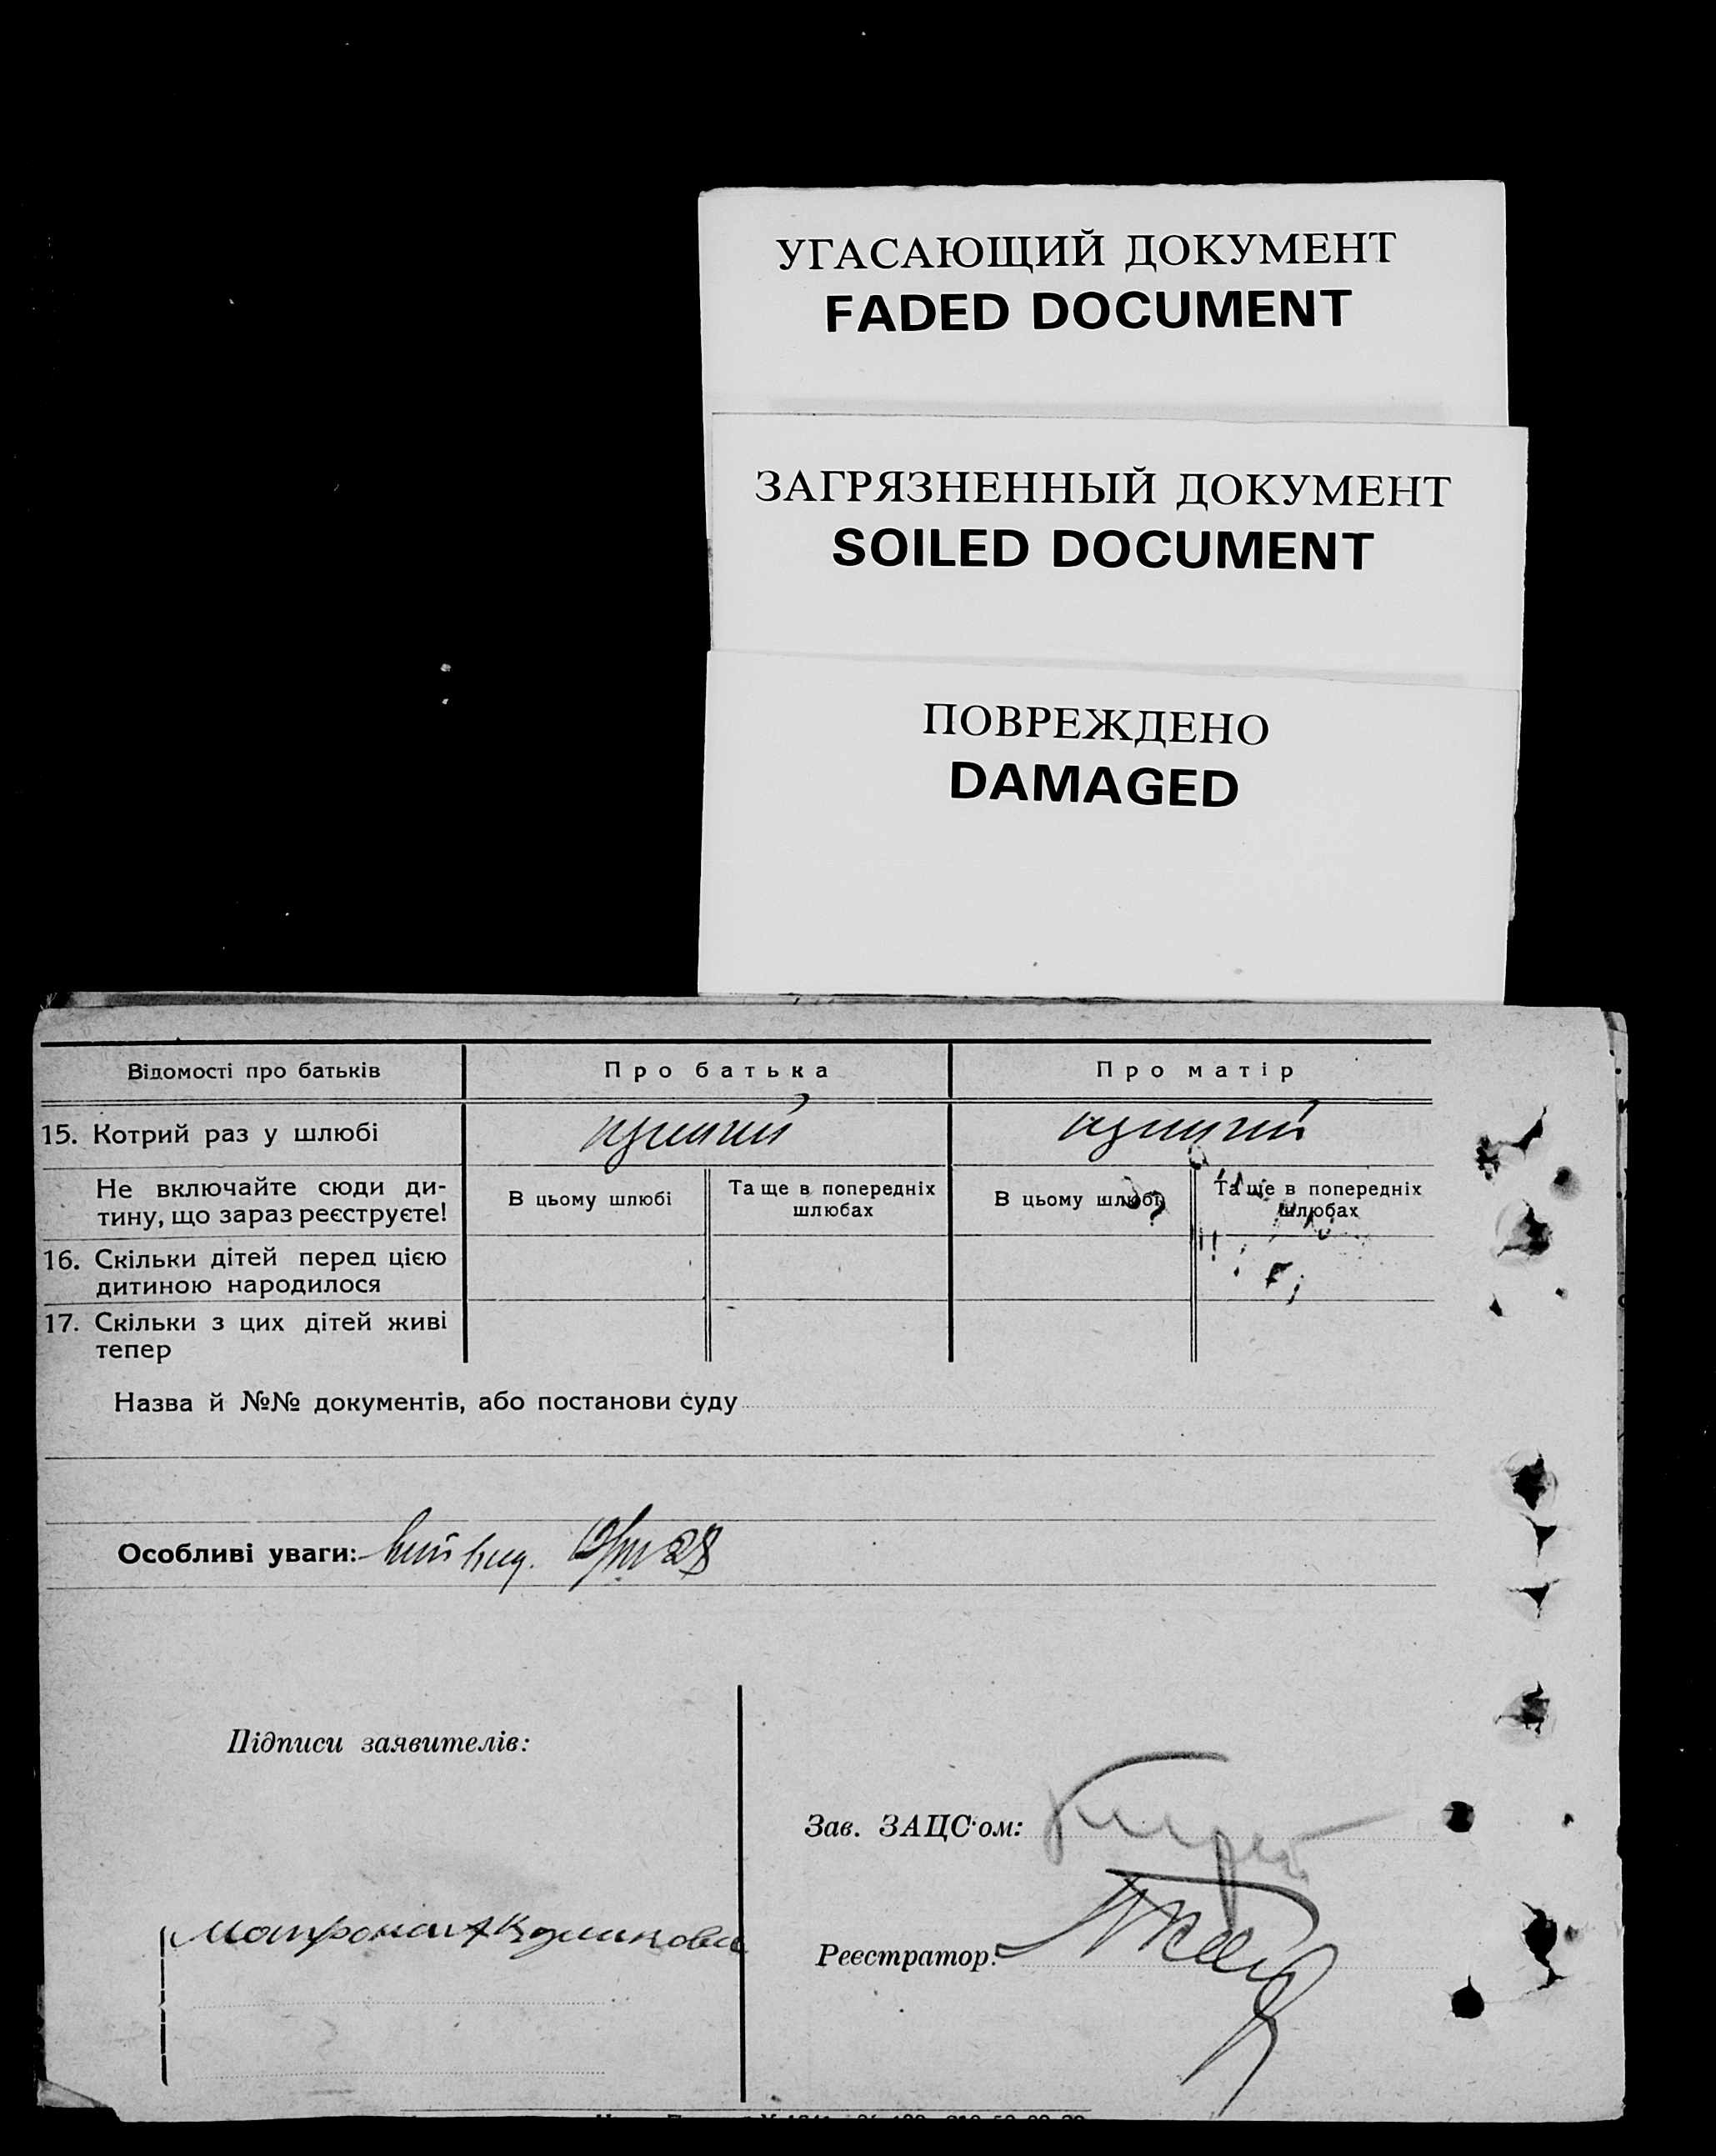 УГАСАЮЩИЙ ДОКУМЕНТ
FADED DOCUMENT
ЗАГРЯЗНЕННЫЙ ДОКУМЕНТ
SOILED DOCUMENT
ПОВРЕЖДЕНО
DAMAGED
Відомості про батьків
Про батька
Про матір
15. Котрий раз у шлюбі
Не включайте сюди ди-
тину, що зараз реєструєте!
В цьому шлюбі
Та ще в попередніх
шлюбах
В цьому шлюбі
Та ще в попередніх
шлюбах
16. Скільки дітей перед цією
дитиною народилося
17. Скільки з цих дітей живі
тепер
Назва й №№ документів, або постанови суду
Особливі уваги:
Підписи заявителів:
Зав. ЗАЦС'ом:
Реєстратор: